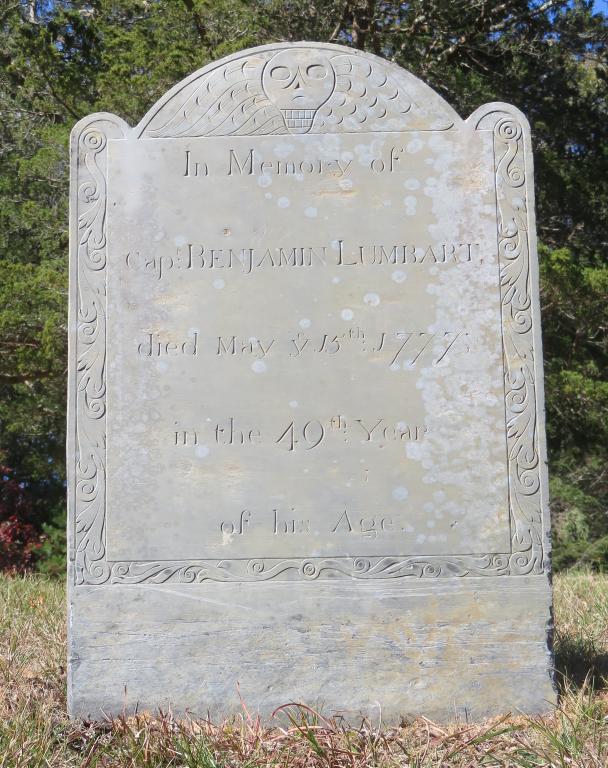 In Memory of
Capt. BENJAMIN LUMBART,
died May ye 15th 1777;
in the 49th Year
of his Age.